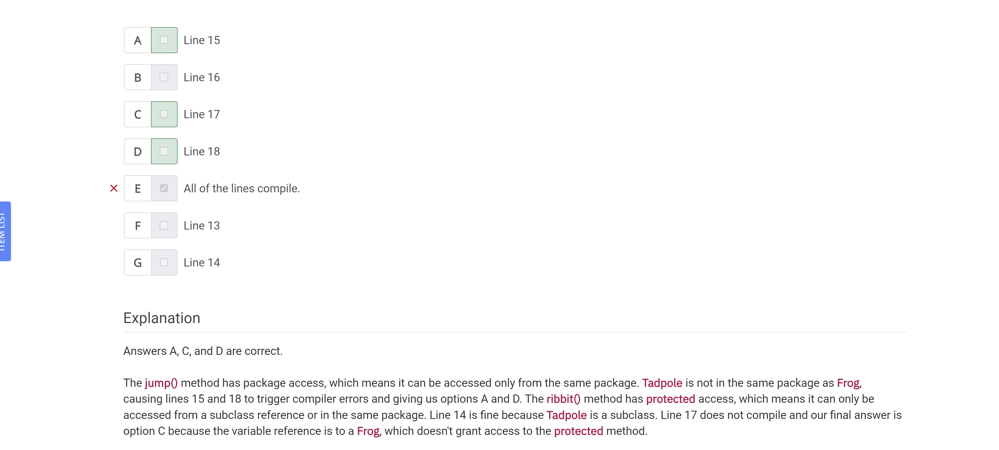 A Line 15
B Line 16
C Line 17
D Line 18
E All of the lines compile.
ITEM LIST
F Line 13
G Line 14
Explanation
Answers A, C, and D are correct.
The jump() method has package access, which means it can be accessed only from the same package. Tadpole is not in the same package as Frog,
causing lines 15 and 18 to trigger compiler errors and giving us options A and D. The ribbit() method has protected access, which means it can only be
accessed from a subclass reference or in the same package. Line 14 is fine because Tadpole is a subclass. Line 17 does not compile and our final answer is
option C because the variable reference is to a Frog, which doesn't grant access to the protected method.